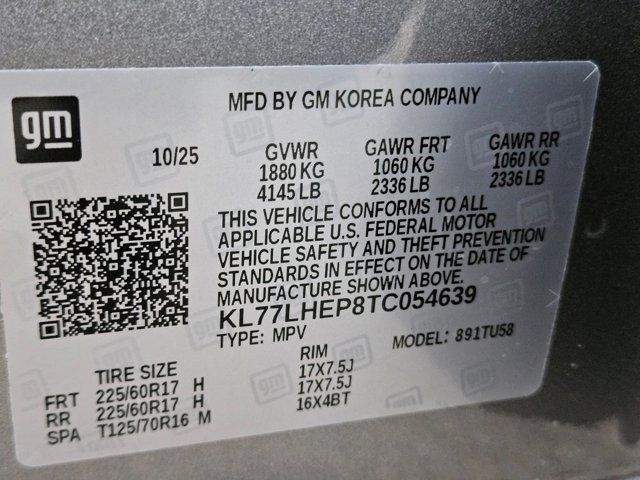 gm
MFD BY GM KOREA COMPANY
10/25
GVWR GAWR FRT GAWR RR
1880 KG 1060 KG 1060 KG
4145 LB 2336 LB 2336 LB
THIS VEHICLE CONFORMS TO ALL
APPLICABLE U.S. FEDERAL MOTOR
VEHICLE SAFETY AND THEFT PREVENTION
STANDARDS IN EFFECT ON THE DATE OF
MANUFACTURE SHOWN ABOVE.
KL77LHEP8TC054639
TYPE: MPV MODEL: 891TU58
TIRE SIZE RIM
FRT 225/60R17 H 17X7.5J
RR 225/60R17 H 17X7.5J
SPA T125/70R16 M 16X4BT